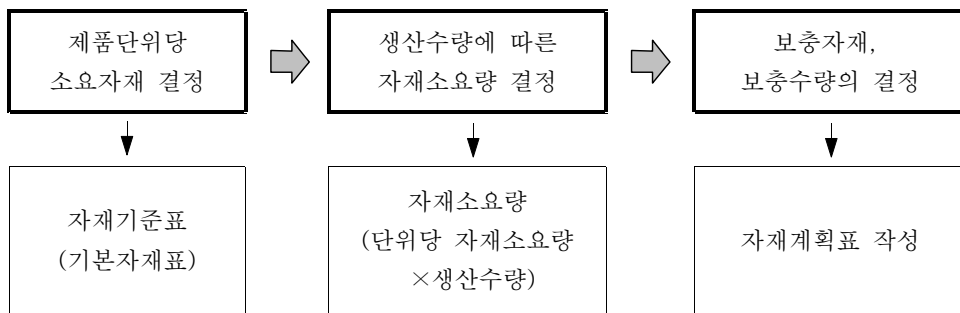 제품단위당
소요자재 결정
생산수량에 따른
자재소요량 결정
보충자재,
보충수량의 결정
자재기준표
(기본자재표)
자재소요량
(단위당 자재소요량
×생산수량)
자재계획표 작성